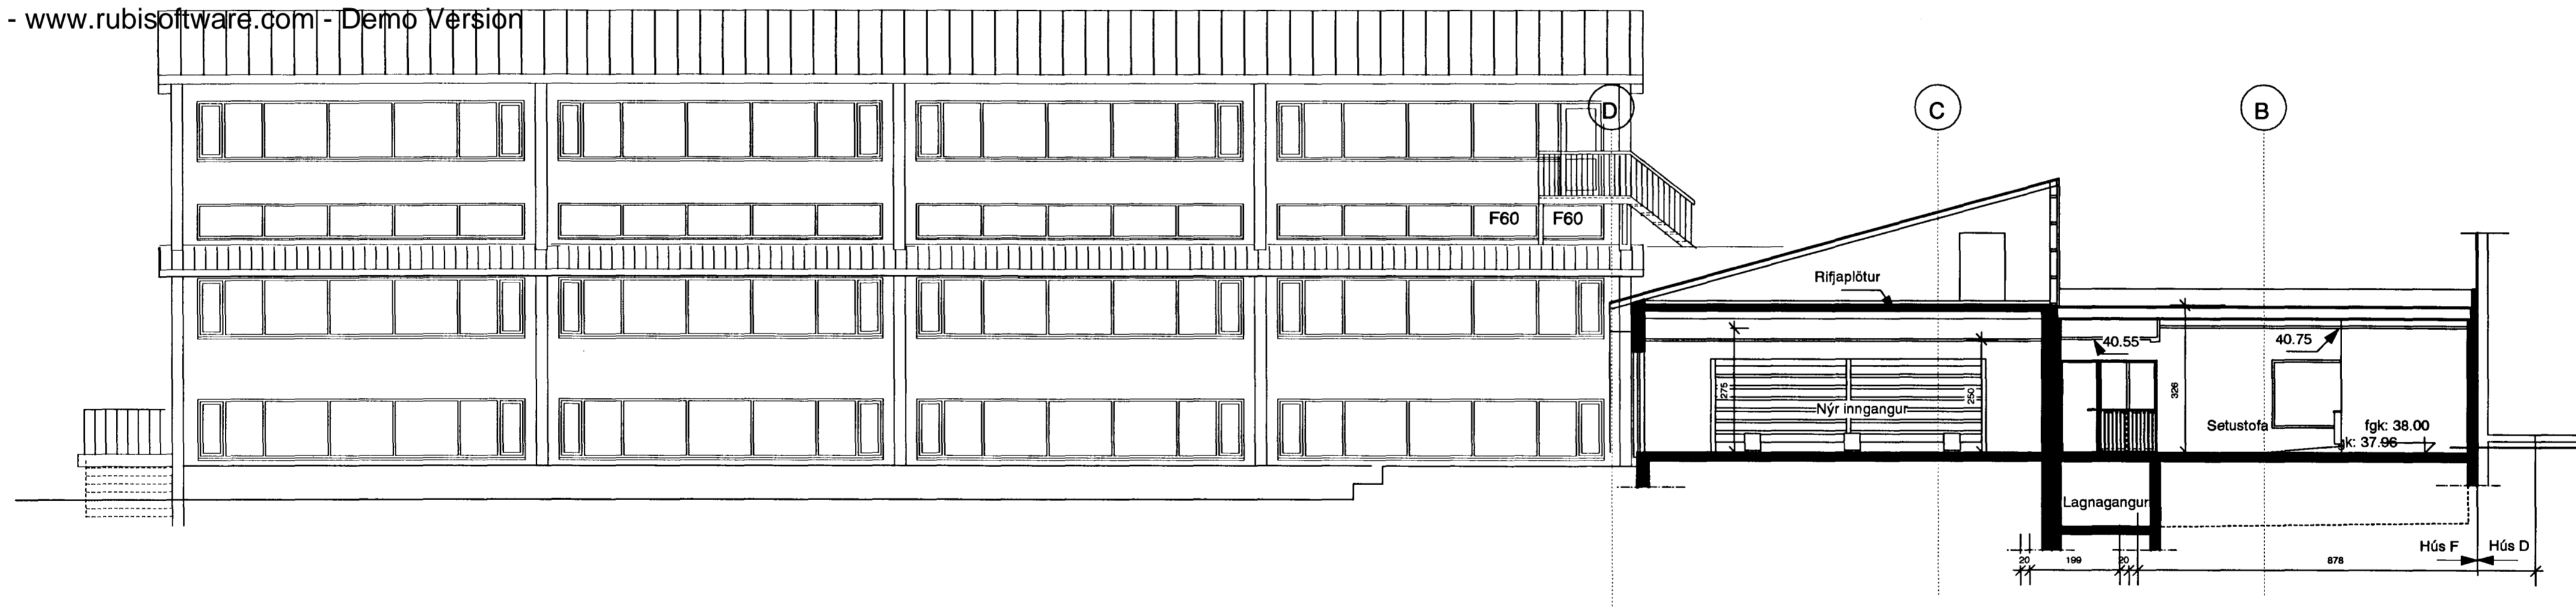 - www.rubisoftware.com - Demo Version
D
C
B
F60
F60
Rifjaplötur
40.55
40.75
275
250
326
Nýr inngangur
Setustofa
fgk: 38.00
gk: 37.96
Lagnagangur
Hús F
Hús D
20
199
20
878